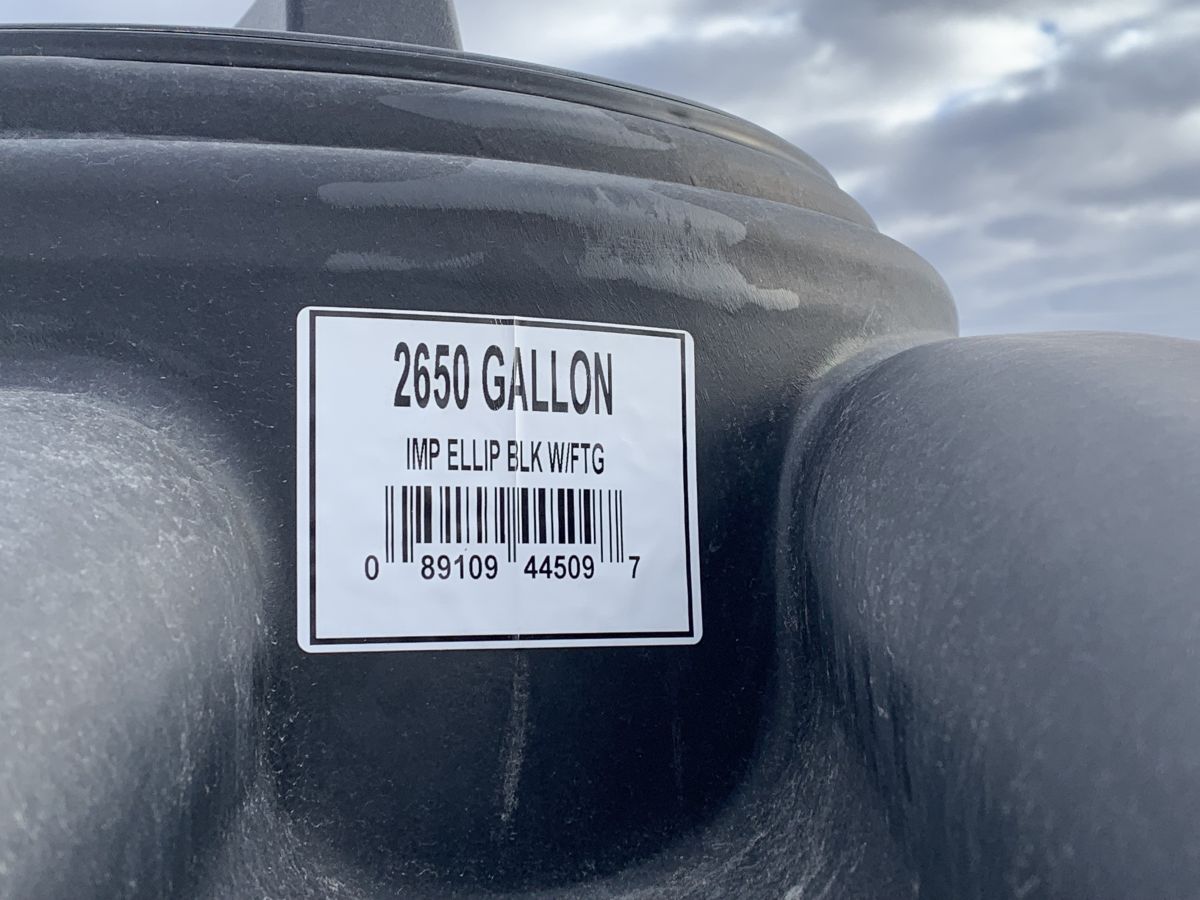 2650 GALLON
IMP ELLIP BLK W/FTG
0 89109 44509 7